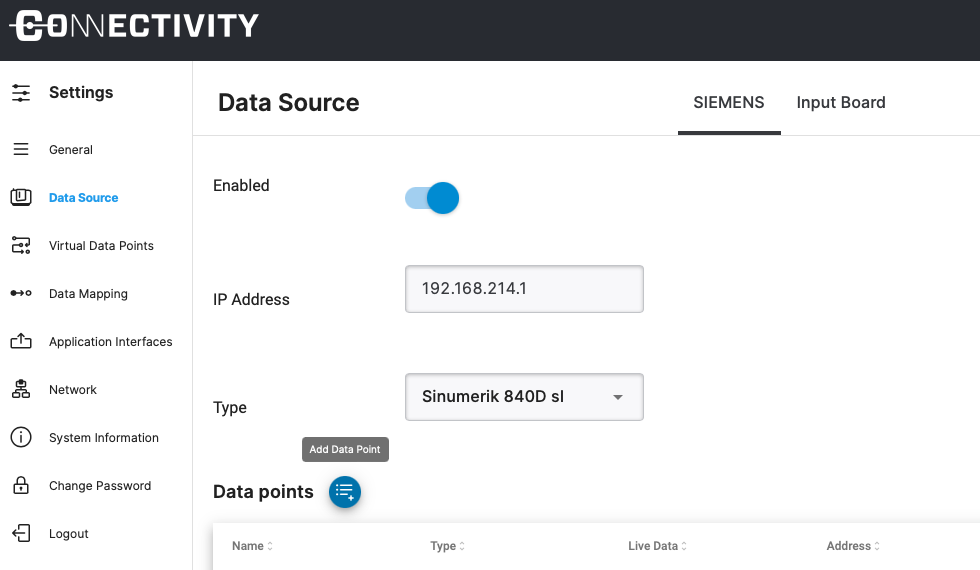 CONNECTIVITY
Settings
General
Data Source
Virtual Data Points
Data Mapping
Application Interfaces
Network
System Information
Change Password
Logout
Data Source
SIEMENS
Input Board
Enabled
IP Address
192.168.214.1
Type
Sinumerik 840D sl
Add Data Point
Data points
Name Type Live Data Address